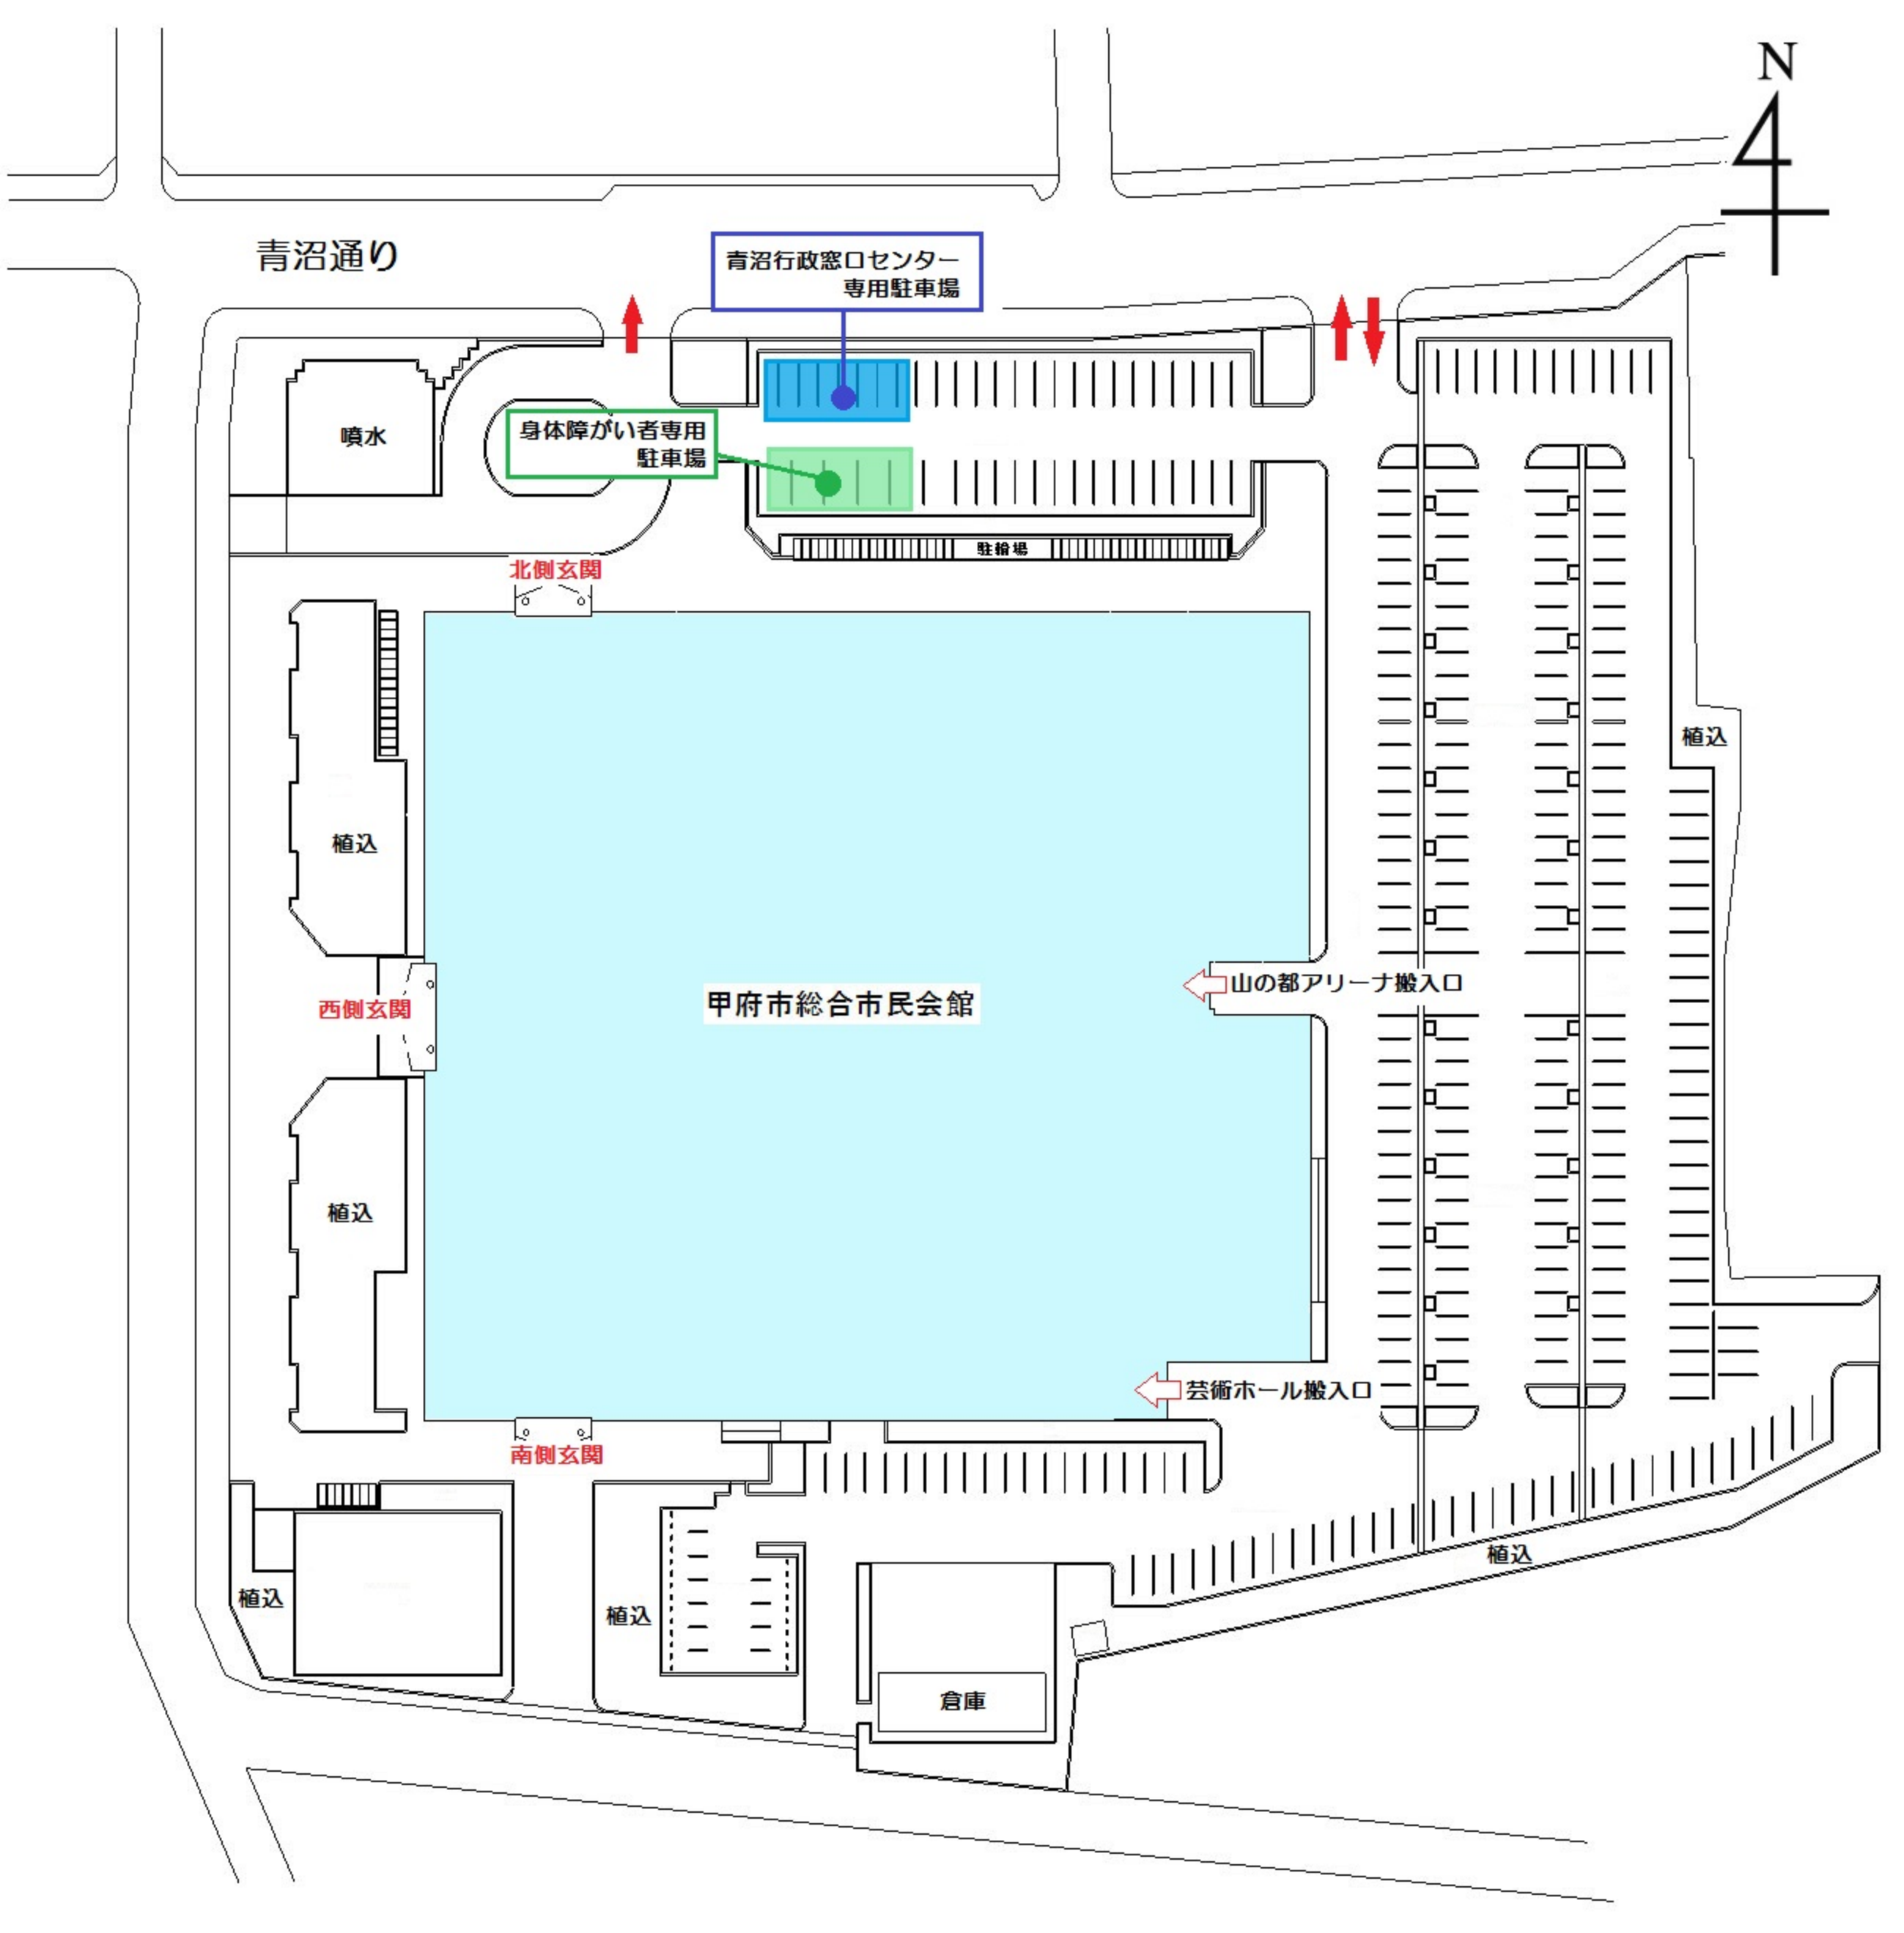 N
青沼通り
青沼行政窓口センター
専用駐車場
身体障がい者専用
駐車場
噴水
駐輪場
北側玄関
植込
植込
西側玄関
甲府市総合市民会館
山の都アリーナ搬入口
植込
芸術ホール搬入口
南側玄関
植込
植込
植込
倉庫